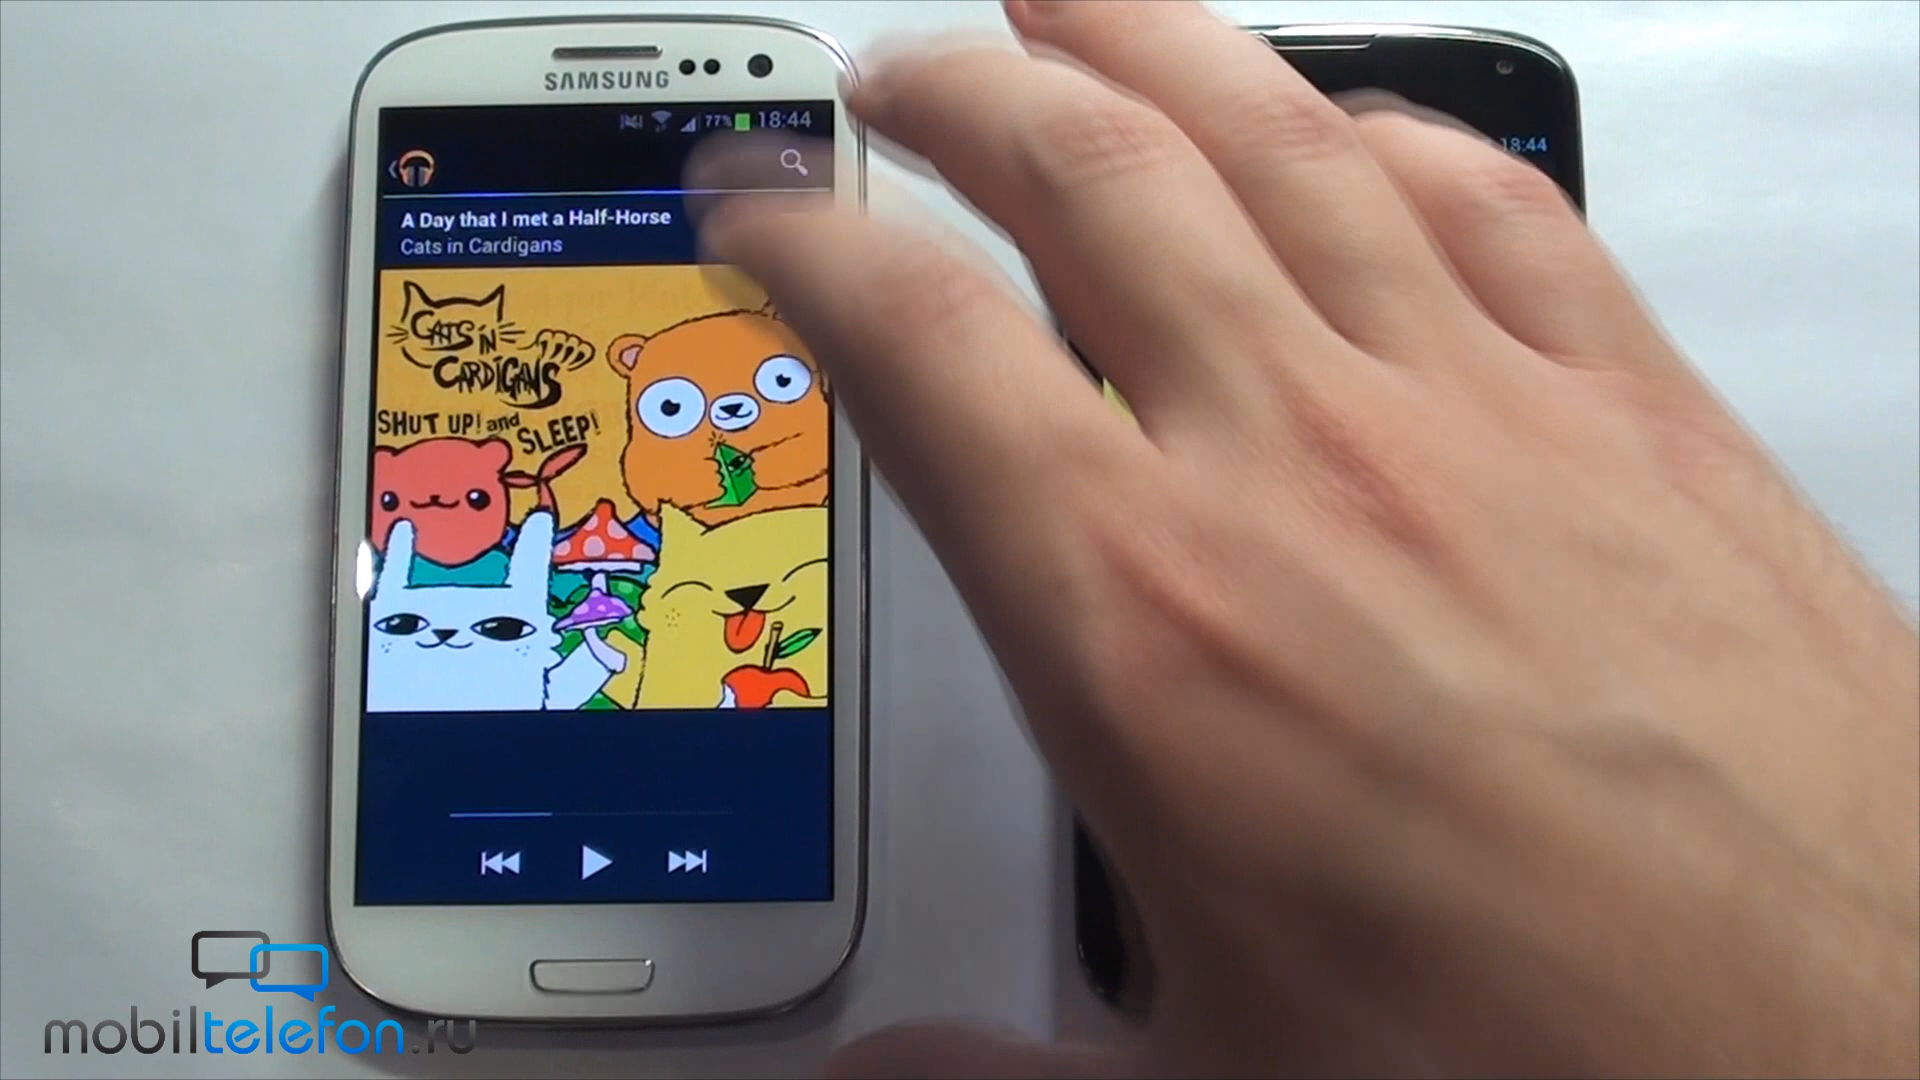 SAMSUNG
77% 18:44
18:44
A Day that I met a Half-Horse
Cats in Cardigans
CATS iN
CARDiGANS
SHUT UP! and
SLEEP!
mobiltelefon.ru